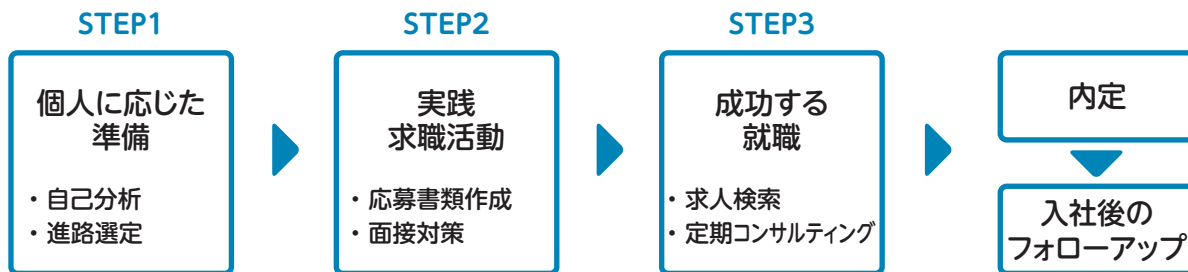 STEP1
個人に応じた
準備
・自己分析
・進路選定
STEP2
実践
求職活動
・応募書類作成
・面接対策
STEP3
成功する
就職
・求人検索
・定期コンサルティング
内定
入社後の
フォローアップ